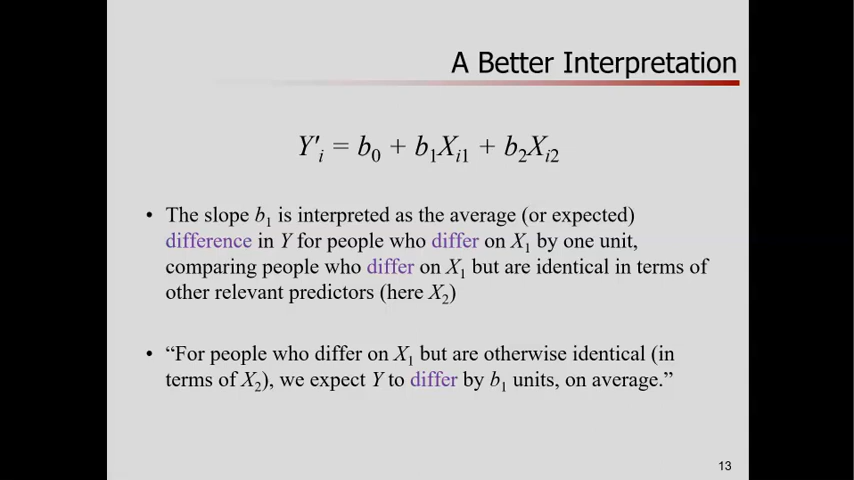 A Better Interpretation
Y′i = b0 + b1Xi1 + b2Xi2
• The slope b1 is interpreted as the average (or expected)
difference in Y for people who differ on X1 by one unit,
comparing people who differ on X1 but are identical in terms of
other relevant predictors (here X2)
• “For people who differ on X1 but are otherwise identical (in
terms of X2), we expect Y to differ by b1 units, on average.”
13